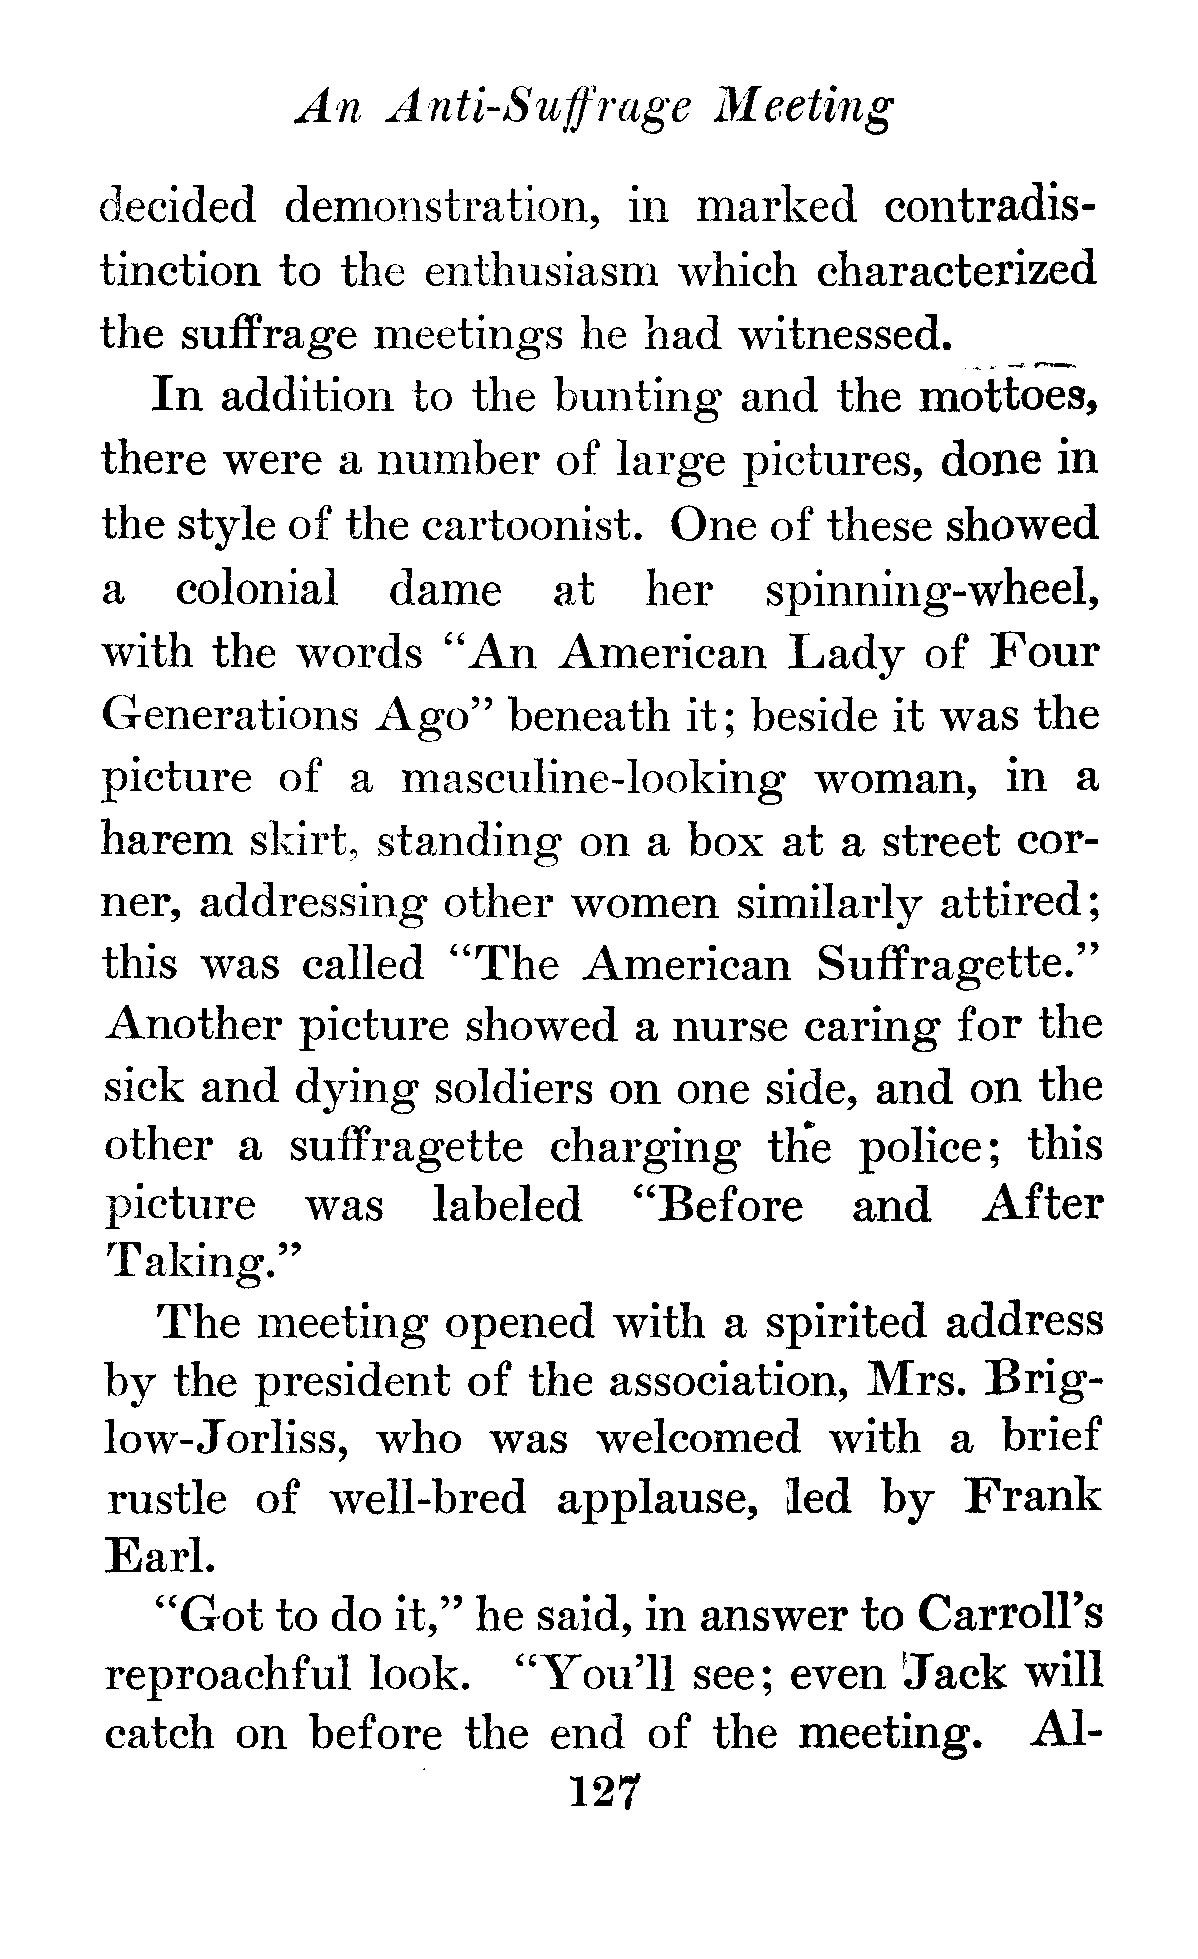 An Anti-Suffrage Meeting
decided demonstration, in marked contradis-
tinction to the enthusiasm which characterized
the suffrage meetings he had witnessed.
In addition to the bunting and the mottoes,
there were a number of large pictures, done in
the style of the cartoonist. One of these showed
a colonial dame at her spinning-wheel,
with the words "An American Lady of Four
Generations Ago" beneath it; beside it was the
picture of a masculine-looking woman, in a
harem skirt, standing on a box at a street cor-
ner, addressing other women similarly attired;
this was called "The American Suffragette."
Another picture showed a nurse caring for the
sick and dying soldiers on one side, and on the
other a suffragette charging the police; this
picture was labeled "Before and After
Taking."
The meeting opened with a spirited address
by the president of the association, Mrs. Brig-
low-Jorliss, who was welcomed with a brief
rustle of well-bred applause, led by Frank
Earl.
"Got to do it," he said, in answer to Carroll's
reproachful look. "You'll see; even Jack will
catch on before the end of the meeting. Al-
127